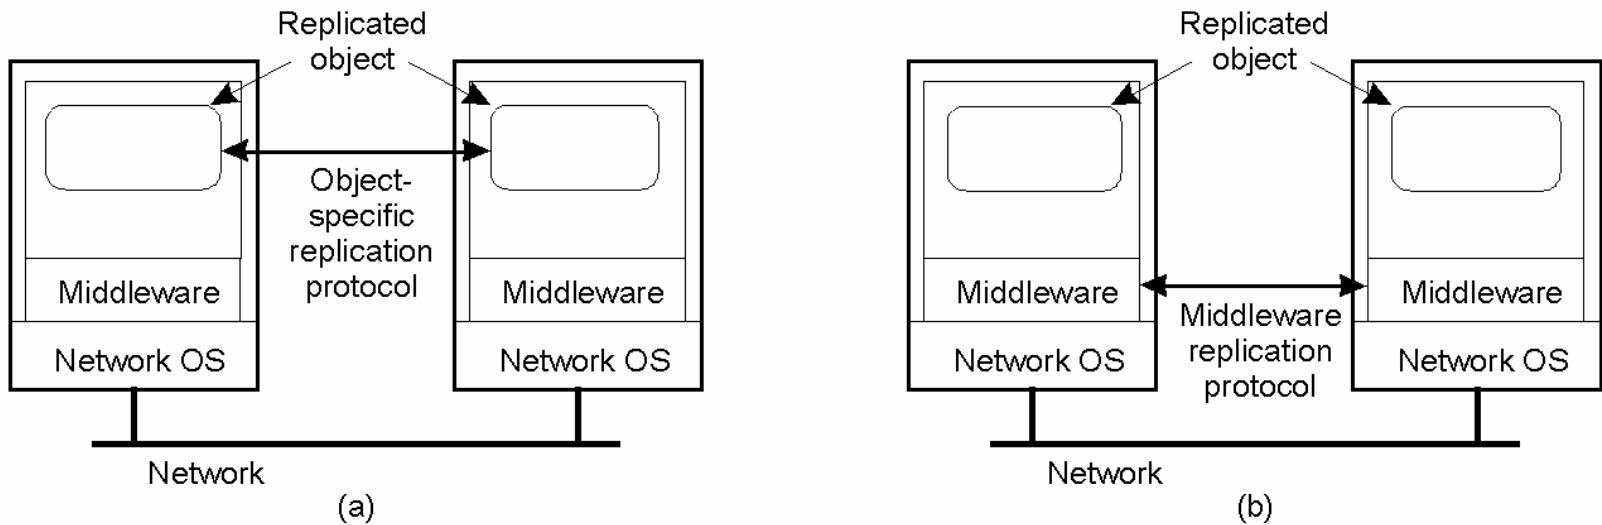 Replicated
object
Object-
specific
replication
protocol
Middleware
Middleware
Network OS
Network OS
Network
(a)
Replicated
object
Middleware
Middleware
Middleware
replication
protocol
Network OS
Network OS
Network
(b)